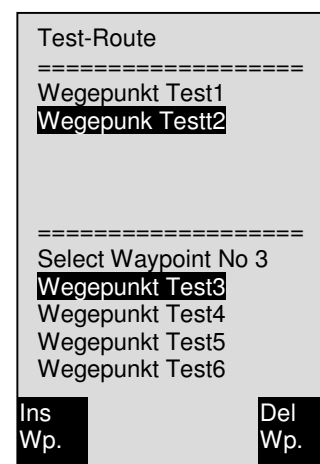 Test-Route
===================
Wegepunkt Test1
Wegepunk Testt2
===================
Select Waypoint No 3
Wegepunkt Test3
Wegepunkt Test4
Wegepunkt Test5
Wegepunkt Test6
Ins Del
Wp. Wp.